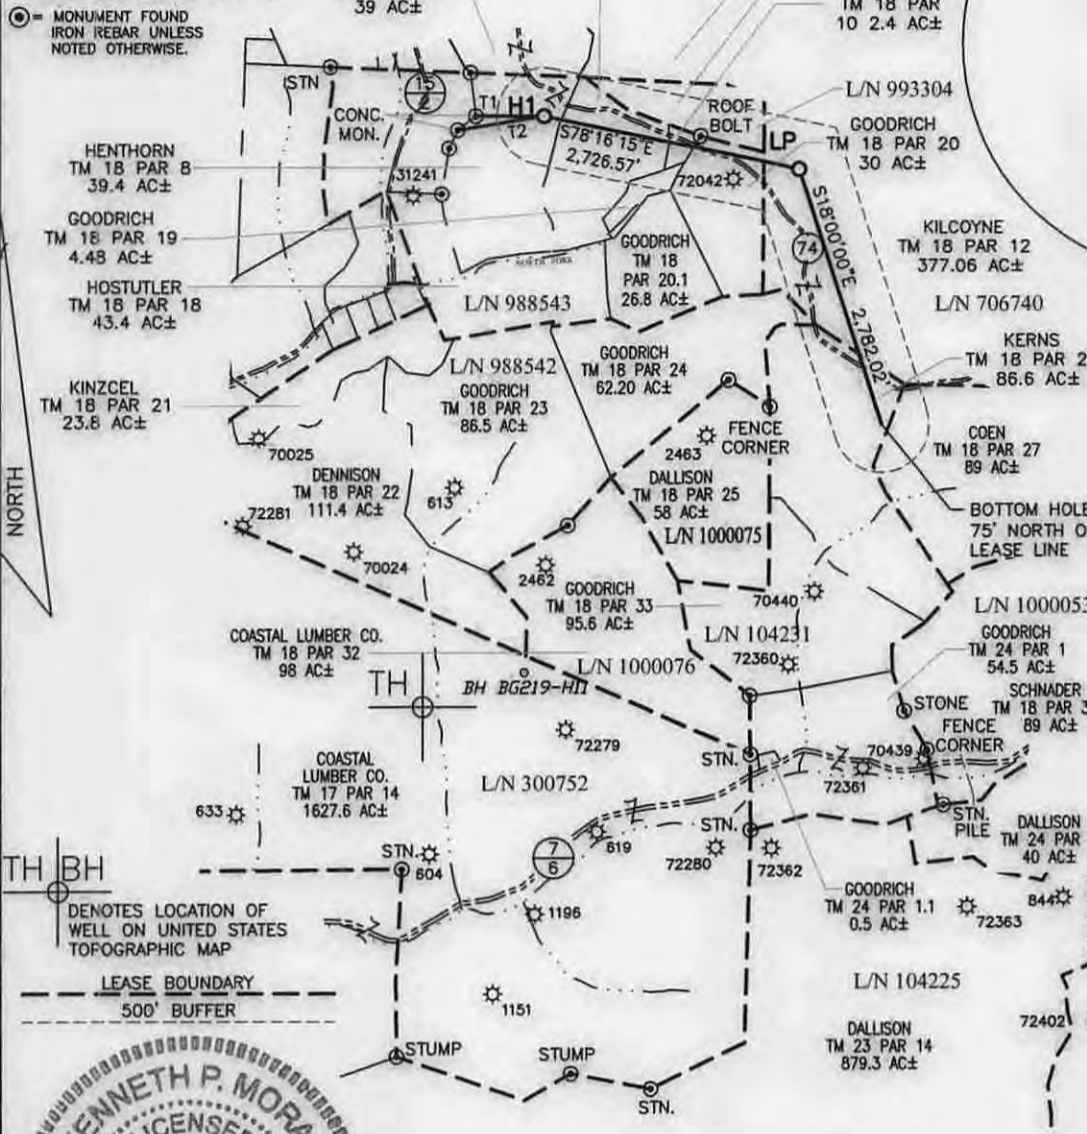 = MONUMENT FOUND
IRON REBAR UNLESS
NOTED OTHERWISE.
39 AC±
TM 18 PAR
10 2.4 AC±
STN
15
2
CONC.
MON.
T1
H1
T2
S78°16'15"E
2,726.57'
ROOF
BOLT
LP
L/N 993304
GOODRICH
TM 18 PAR 20
30 AC±
HENTHORN
TM 18 PAR 8
39.4 AC±
31241
72042
GOODRICH
TM 18 PAR 19
4.48 AC±
S18°00'00"E
2,782.02'
74
KILCOYNE
TM 18 PAR 12
377.06 AC±
L/N 706740
GOODRICH
TM 18
PAR 20.1
26.8 AC±
NORTH FORK
HOSTUTLER
TM 18 PAR 18
43.4 AC±
L/N 988543
KERNS
TM 18 PAR 2
86.6 AC±
L/N 988542
GOODRICH
TM 18 PAR 23
86.5 AC±
GOODRICH
TM 18 PAR 24
62.20 AC±
KINZCEL
TM 18 PAR 21
23.8 AC±
70025
FENCE
CORNER
2463
COEN
TM 18 PAR 27
89 AC±
NORTH
DENNISON
TM 18 PAR 22
111.4 AC±
613
DALLISON
TM 18 PAR 25
58 AC±
L/N 1000075
BOTTOM HOLE
75' NORTH O
LEASE LINE
72281
70024
2462
GOODRICH
TM 18 PAR 33
95.6 AC±
70440
L/N 1000053
COASTAL LUMBER CO.
TM 18 PAR 32
98 AC±
L/N 104231
72360
GOODRICH
TM 24 PAR 1
54.5 AC±
L/N 1000076
TH
BH BG219-H11
STONE
SCHNADER
TM 18 PAR 3
89 AC±
FENCE
CORNER
72279
STN.
70439
COASTAL
LUMBER CO.
TM 17 PAR 14
1627.6 AC±
L/N 300752
72361
633
STN.
PILE
619
STN.
DALLISON
TM 24 PAR
40 AC±
STN.
604
7
6
72280
72362
TH BH
DENOTES LOCATION OF
WELL ON UNITED STATES
TOPOGRAPHIC MAP
1196
GOODRICH
TM 24 PAR 1.1
0.5 AC±
72363
844
LEASE BOUNDARY
500' BUFFER
1151
L/N 104225
72402
DALLISON
TM 23 PAR 14
879.3 AC±
STUMP
STUMP
STN.
KENNETH P. MORA
LICENSE